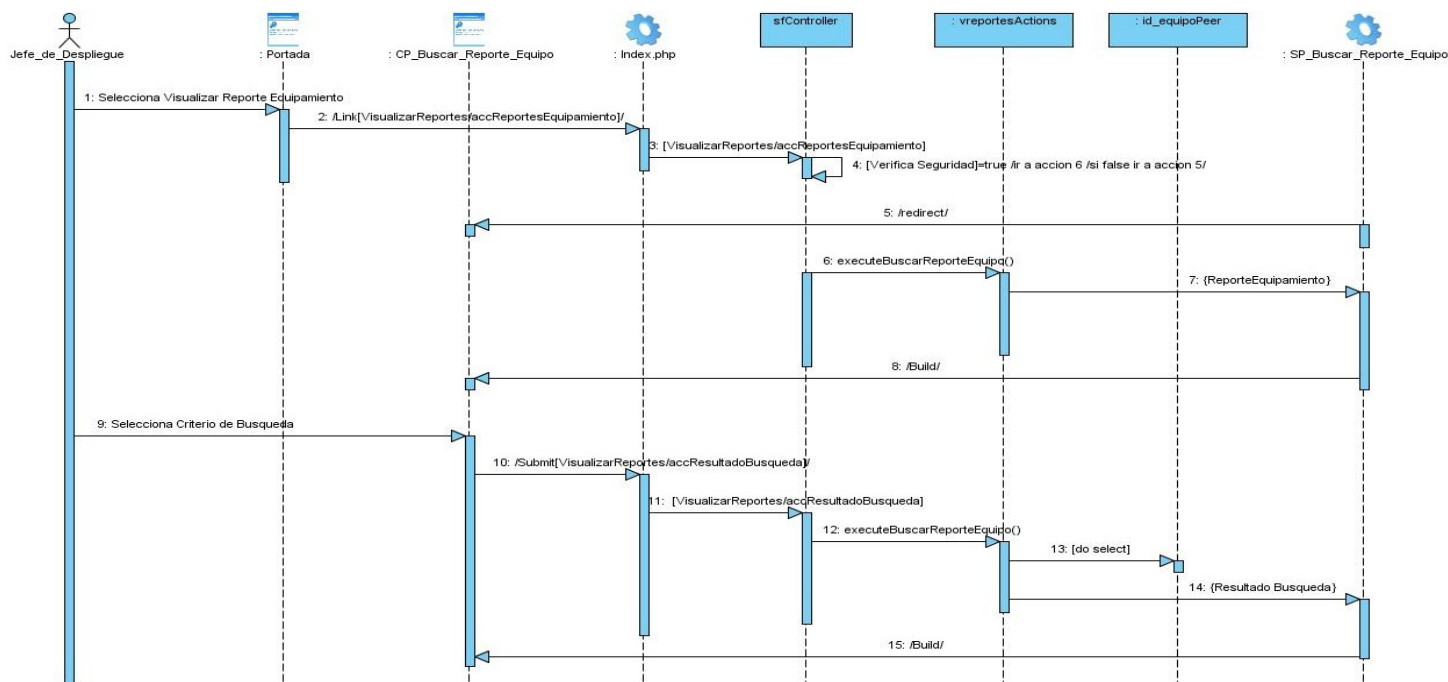 sfController
: vreportesActions
: id_equipoPeer
Jefe_de_Despliegue
: Portada
: CP_Buscar_Reporte_Equipo
: Index.php
: SP_Buscar_Reporte_Equipo
1: Selecciona Visualizar Reporte Equipamiento
2: /Link[VisualizarReportes/accReportesEquipamiento]/
3: [VisualizarReportes/accReportesEquipamiento]
4: [Verifica Seguridad]=true /ir a accion 6 /si false ir a accion 5/
5: /redirect/
6: executeBuscarReporteEquipo()
7: {ReporteEquipamiento}
8: /Build/
9: Selecciona Criterio de Busqueda
10: /Submit[VisualizarReportes/accResultadoBusqueda]/
11: [VisualizarReportes/accResultadoBusqueda]
12: executeBuscarReporteEquipo()
13: [do select]
14: {Resultado Busqueda}
15: /Build/